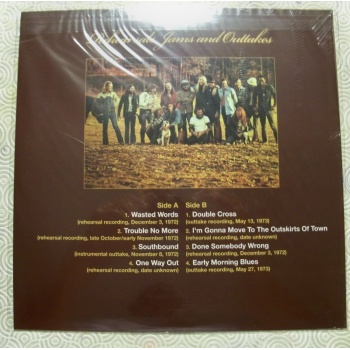 Rehearsals, Jams and Outtakes
Side A
1. Wasted Words
(rehearsal recording, December 3, 1972)
2. Trouble No More
(rehearsal recording, late October/early November 1972)
3. Southbound
(instrumental outtake, November 8, 1972)
4. One Way Out
(rehearsal recording, date unknown)
Side B
1. Double Cross
(outtake recording, May 13, 1973)
2. I'm Gonna Move To The Outskirts Of Town
(rehearsal recording, date unknown)
3. Done Somebody Wrong
(rehearsal recording, December 3, 1972)
4. Early Morning Blues
(outtake recording, May 27, 1973)